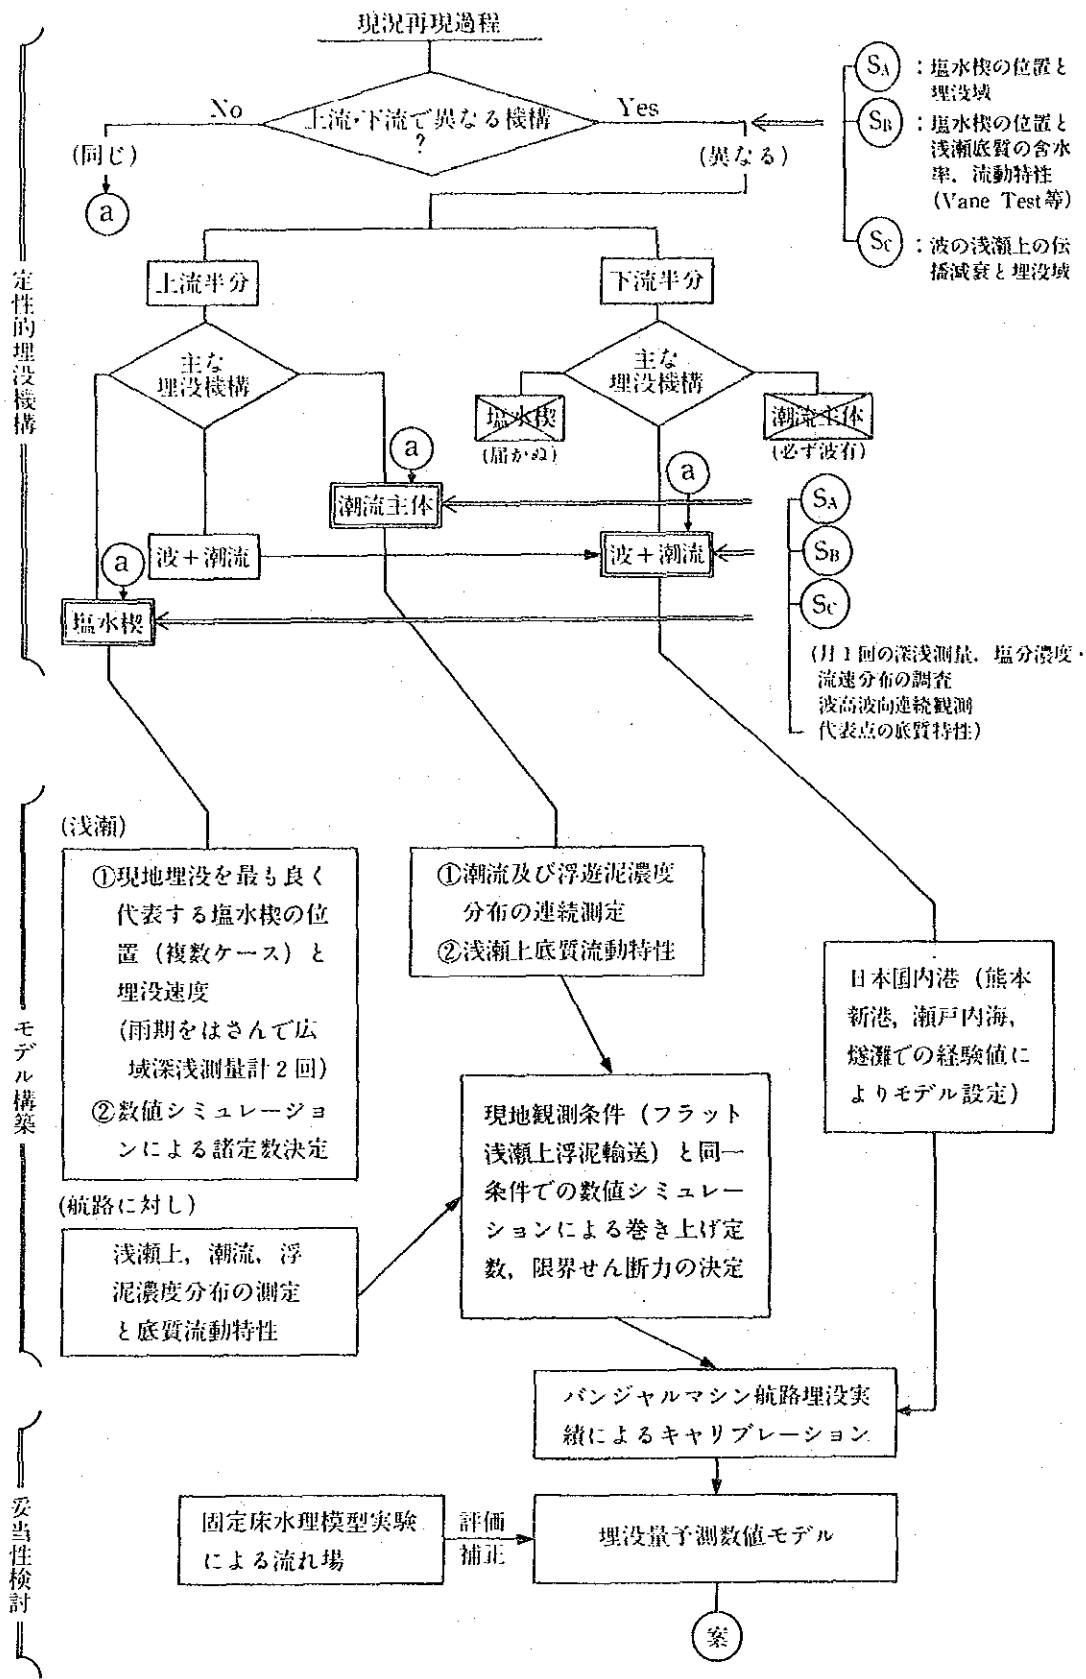 現況再現過程
No
上流・下流で異なる機構
?
Yes
(同じ)
(異なる)
a
SA
:塩水楔の位置と
埋没域
SB
:塩水楔の位置と
浅瀬底質の含水
率, 流動特性
(Vane Test等)
SC
:波の浅瀬上の伝
播減衰と埋没域
定性的埋没機構
上流半分
下流半分
主な
埋没機構
主な
埋没機構
塩水楔
(届かぬ)
潮流主体
(必ず波有)
a
潮流主体
a
波+潮流
a
波+潮流
塩水楔
SA
SB
SC
(月1回の深浅測量, 塩分濃度・
流速分布の調査
波高波向連続観測
代表点の底質特性)
モデル構築
(浅瀬)
①現地埋没を最も良く
代表する塩水楔の位
置(複数ケース)と
埋没速度
(雨期をはさんで広
域深浅測量計2回)
②数値シミュレーショ
ンによる諸定数決定
①潮流及び浮遊泥濃度
分布の連続測定
②浅瀬上底質流動特性
日本国内港(熊本
新港, 瀬戸内海,
燧灘での経験値に
よりモデル設定)
現地観測条件(フラット
浅瀬上浮泥輸送)と同一
条件での数値シミュレー
ションによる巻き上げ定
数, 限界せん断力の決定
(航路に対し)
浅瀬上, 潮流, 浮
泥濃度分布の測定
と底質流動特性
バンジャルマシン航路埋没実
績によるキャリブレーション
妥当性検討
固定床水理模型実験
による流れ場
評価
補正
埋没量予測数値モデル
案